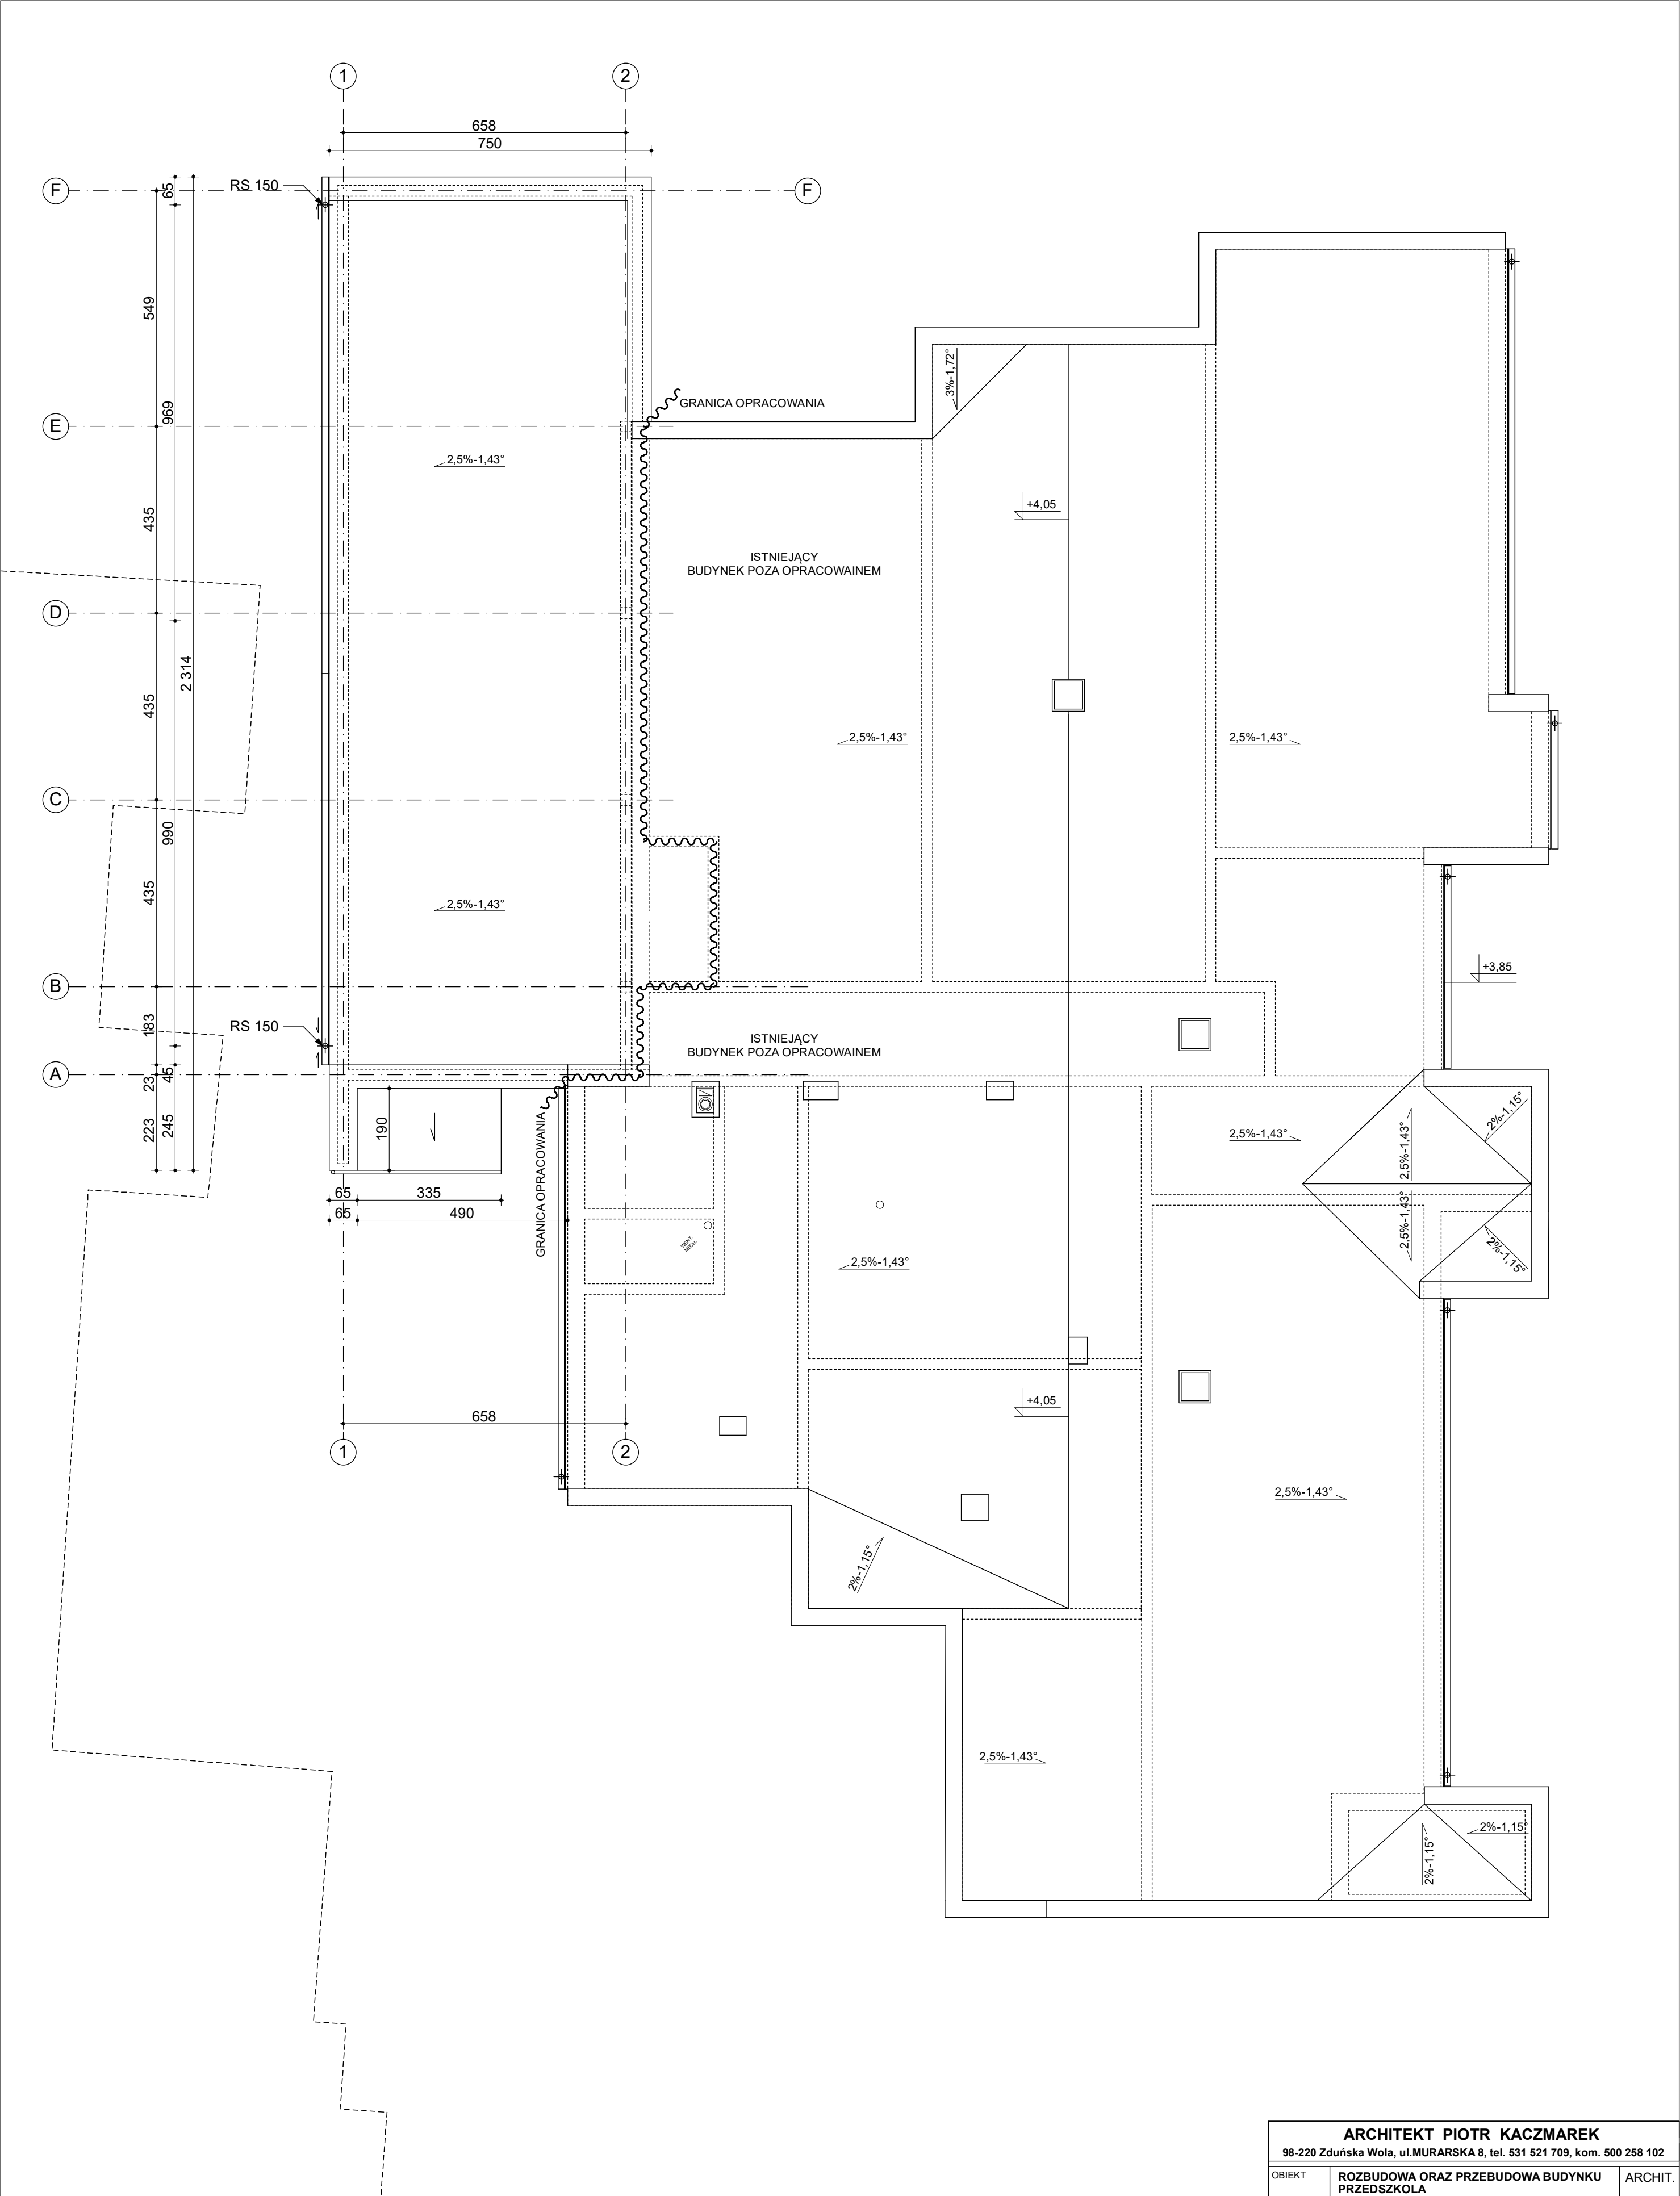 1
2
658
750
F
RS 150
F
65
549
3%-1,72°
GRANICA OPRACOWANIA
969
E
2,5%-1,43°
+4,05
435
ISTNIEJĄCY
BUDYNEK POZA OPRACOWAINEM
D
2 314
435
2,5%-1,43°
2,5%-1,43°
C
990
435
2,5%-1,43°
+3,85
B
183
RS 150
ISTNIEJĄCY
BUDYNEK POZA OPRACOWAINEM
A
23
45
223
245
190
GRANICA OPRACOWANIA
2,5%-1,43°
2,5%-1,43°
2%-1,15°
65
335
65
490
WENT.
MECH.
2,5%-1,43°
2%-1,15°
2,5%-1,43°
+4,05
658
1
2
2,5%-1,43°
2%-1,15°
2,5%-1,43°
2%-1,15°
2%-1,15°
ARCHITEKT PIOTR KACZMAREK
98-220 Zduńska Wola, ul.MURARSKA 8, tel. 531 521 709, kom. 500 258 102
OBIEKT
ROZBUDOWA ORAZ PRZEBUDOWA BUDYNKU
PRZEDSZKOLA
ARCHIT.